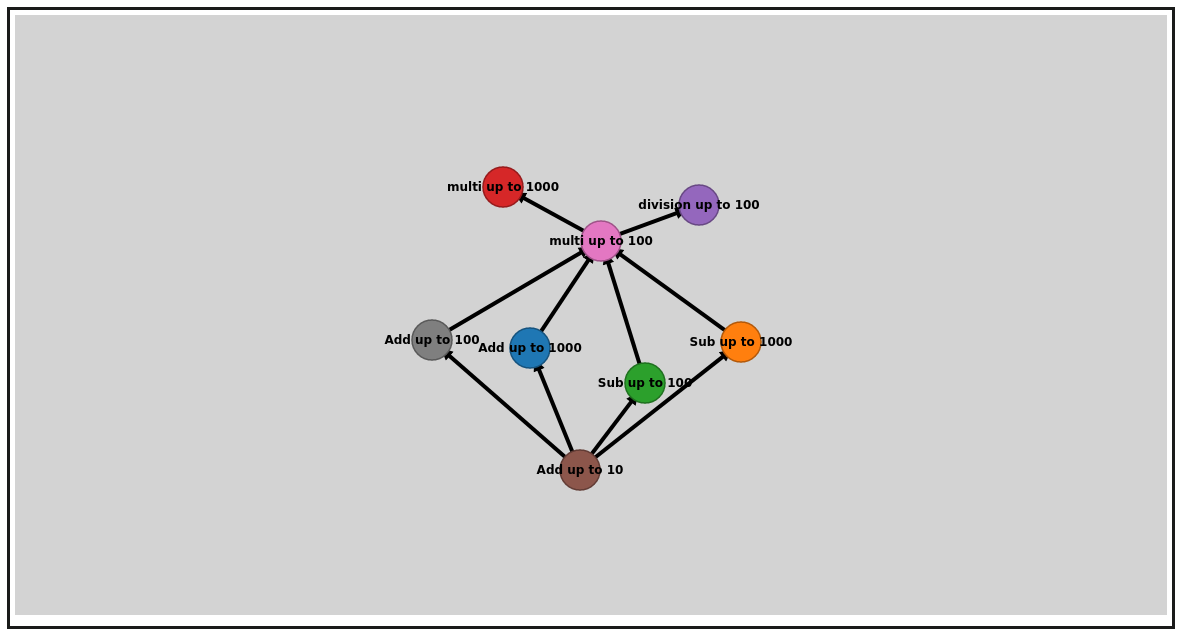 multi up to 1000
division up to 100
multi up to 100
Add up to 100
Add up to 1000
Sub up to 1000
Sub up to 100
Add up to 10